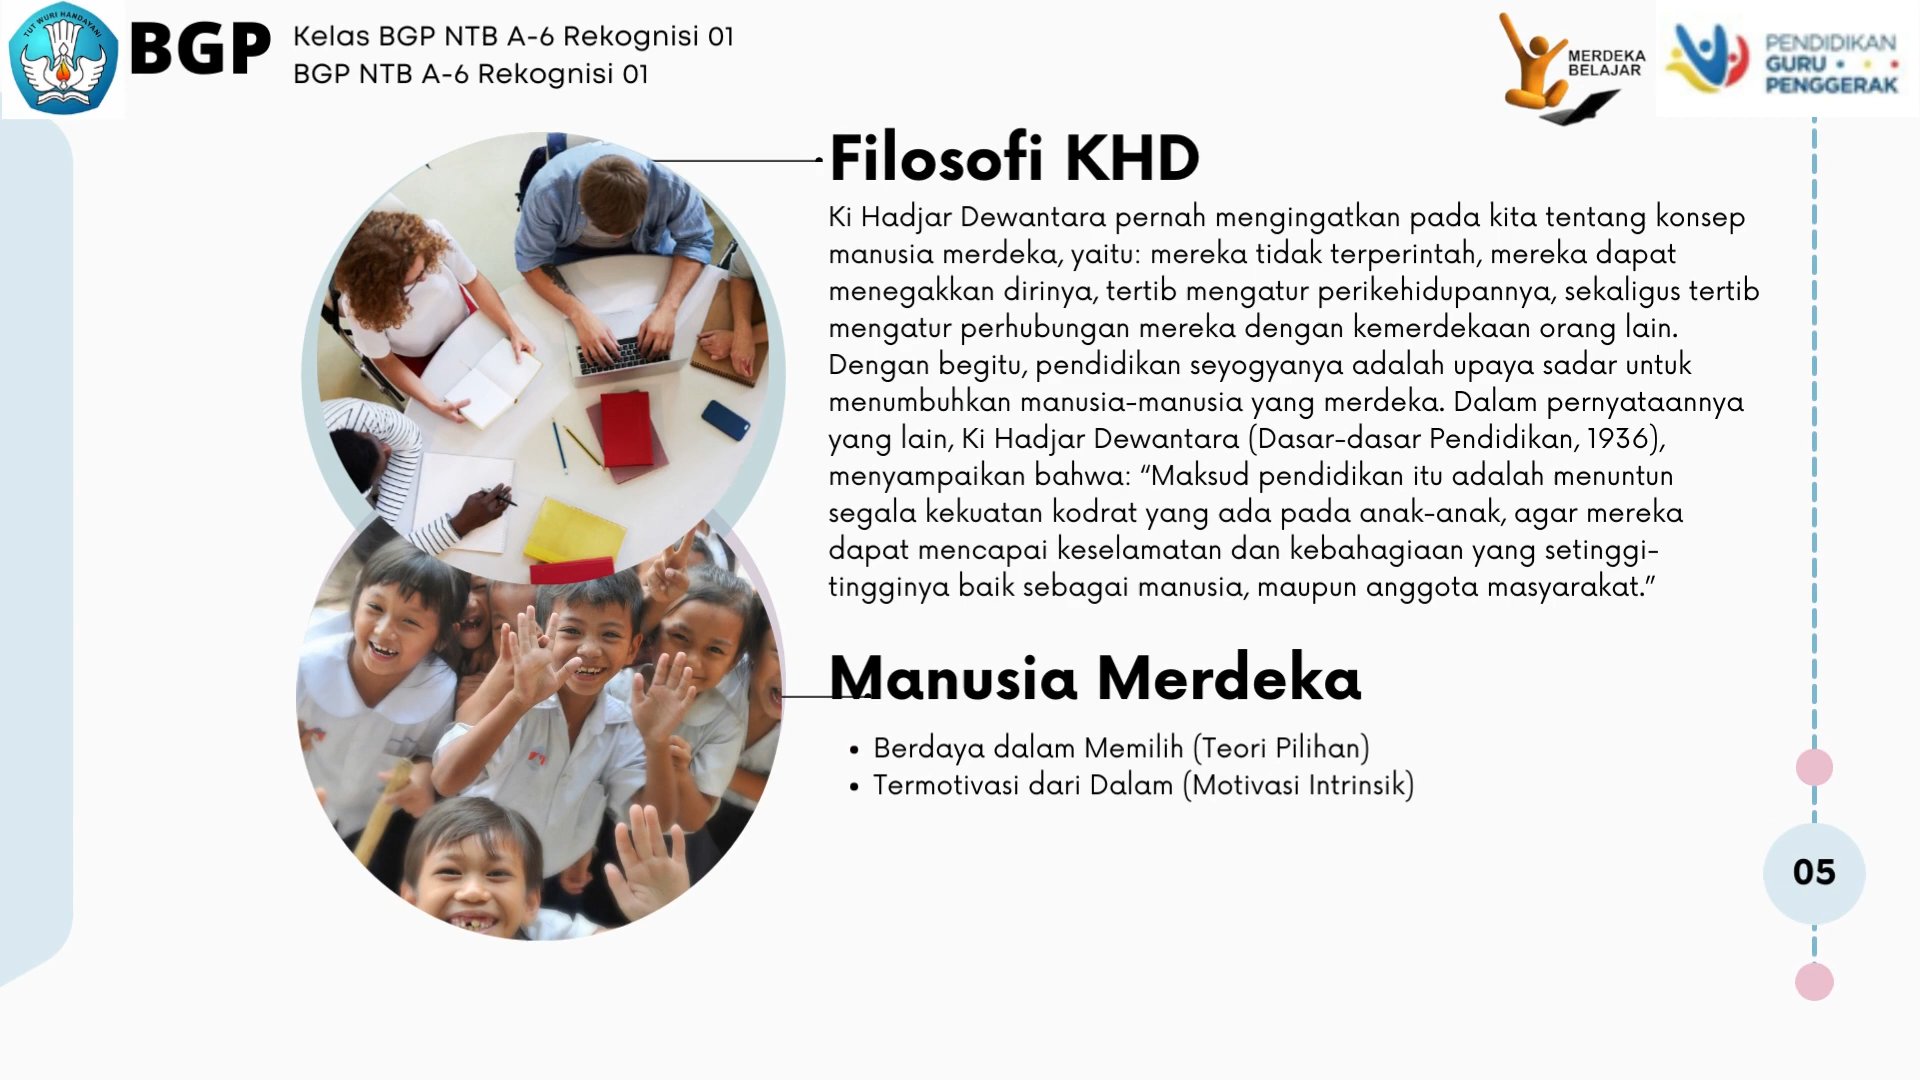 TUT WURI HANDAYANI
BGP
Kelas BGP NTB A-6 Rekognisi 01
BGP NTB A-6 Rekognisi 01
MERDEKA
BELAJAR
PENDIDIKAN
GURU
PENGGERAK
Filosofi KHD
Ki Hadjar Dewantara pernah mengingatkan pada kita tentang konsep
manusia merdeka, yaitu: mereka tidak terperintah, mereka dapat
menegakkan dirinya, tertib mengatur perikehidupannya, sekaligus tertib
mengatur perhubungan mereka dengan kemerdekaan orang lain.
Dengan begitu, pendidikan seyogyanya adalah upaya sadar untuk
menumbuhkan manusia-manusia yang merdeka. Dalam pernyataannya
yang lain, Ki Hadjar Dewantara (Dasar-dasar Pendidikan, 1936),
menyampaikan bahwa: “Maksud pendidikan itu adalah menuntun
segala kekuatan kodrat yang ada pada anak-anak, agar mereka
dapat mencapai keselamatan dan kebahagiaan yang setinggi-
tingginya baik sebagai manusia, maupun anggota masyarakat.”
Manusia Merdeka
• Berdaya dalam Memilih (Teori Pilihan)
• Termotivasi dari Dalam (Motivasi Intrinsik)
05